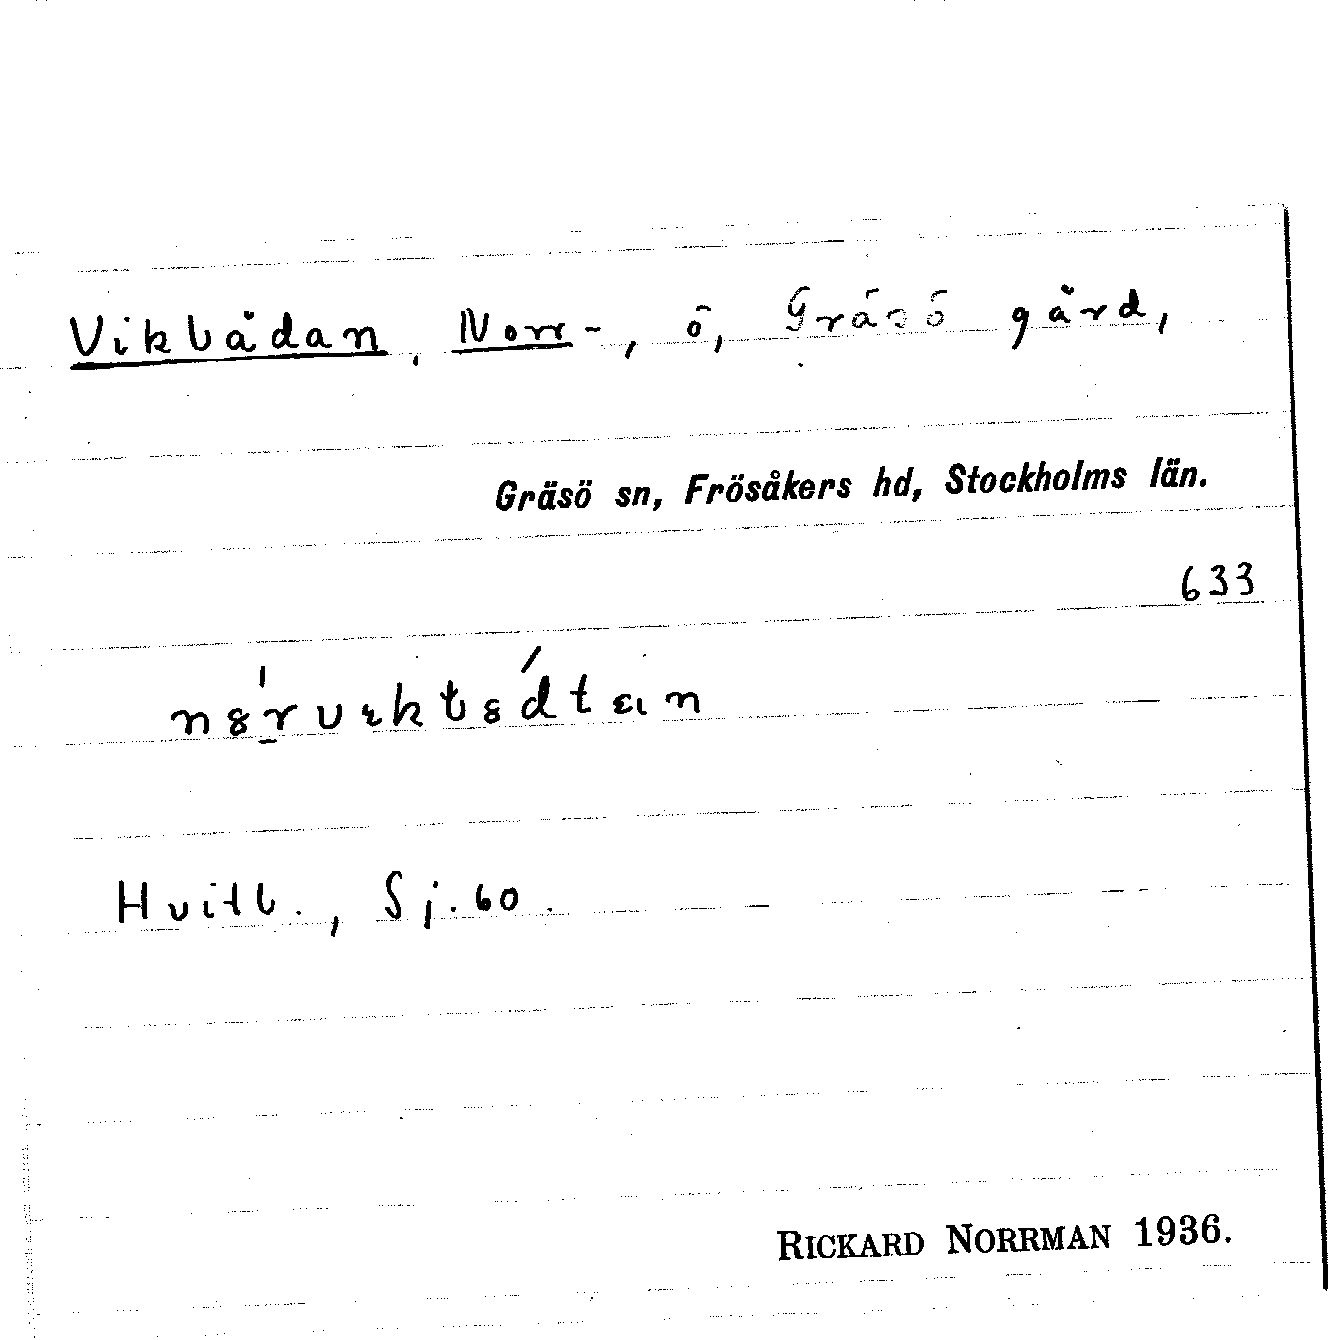 Vikbådan, Norr-, ö, Gräsö gård,
Gräsö sn, Frösåkers hd, Stockholms län.
633
Hvitb., Sj. 60.
RICKARD NORRMAN 1936.